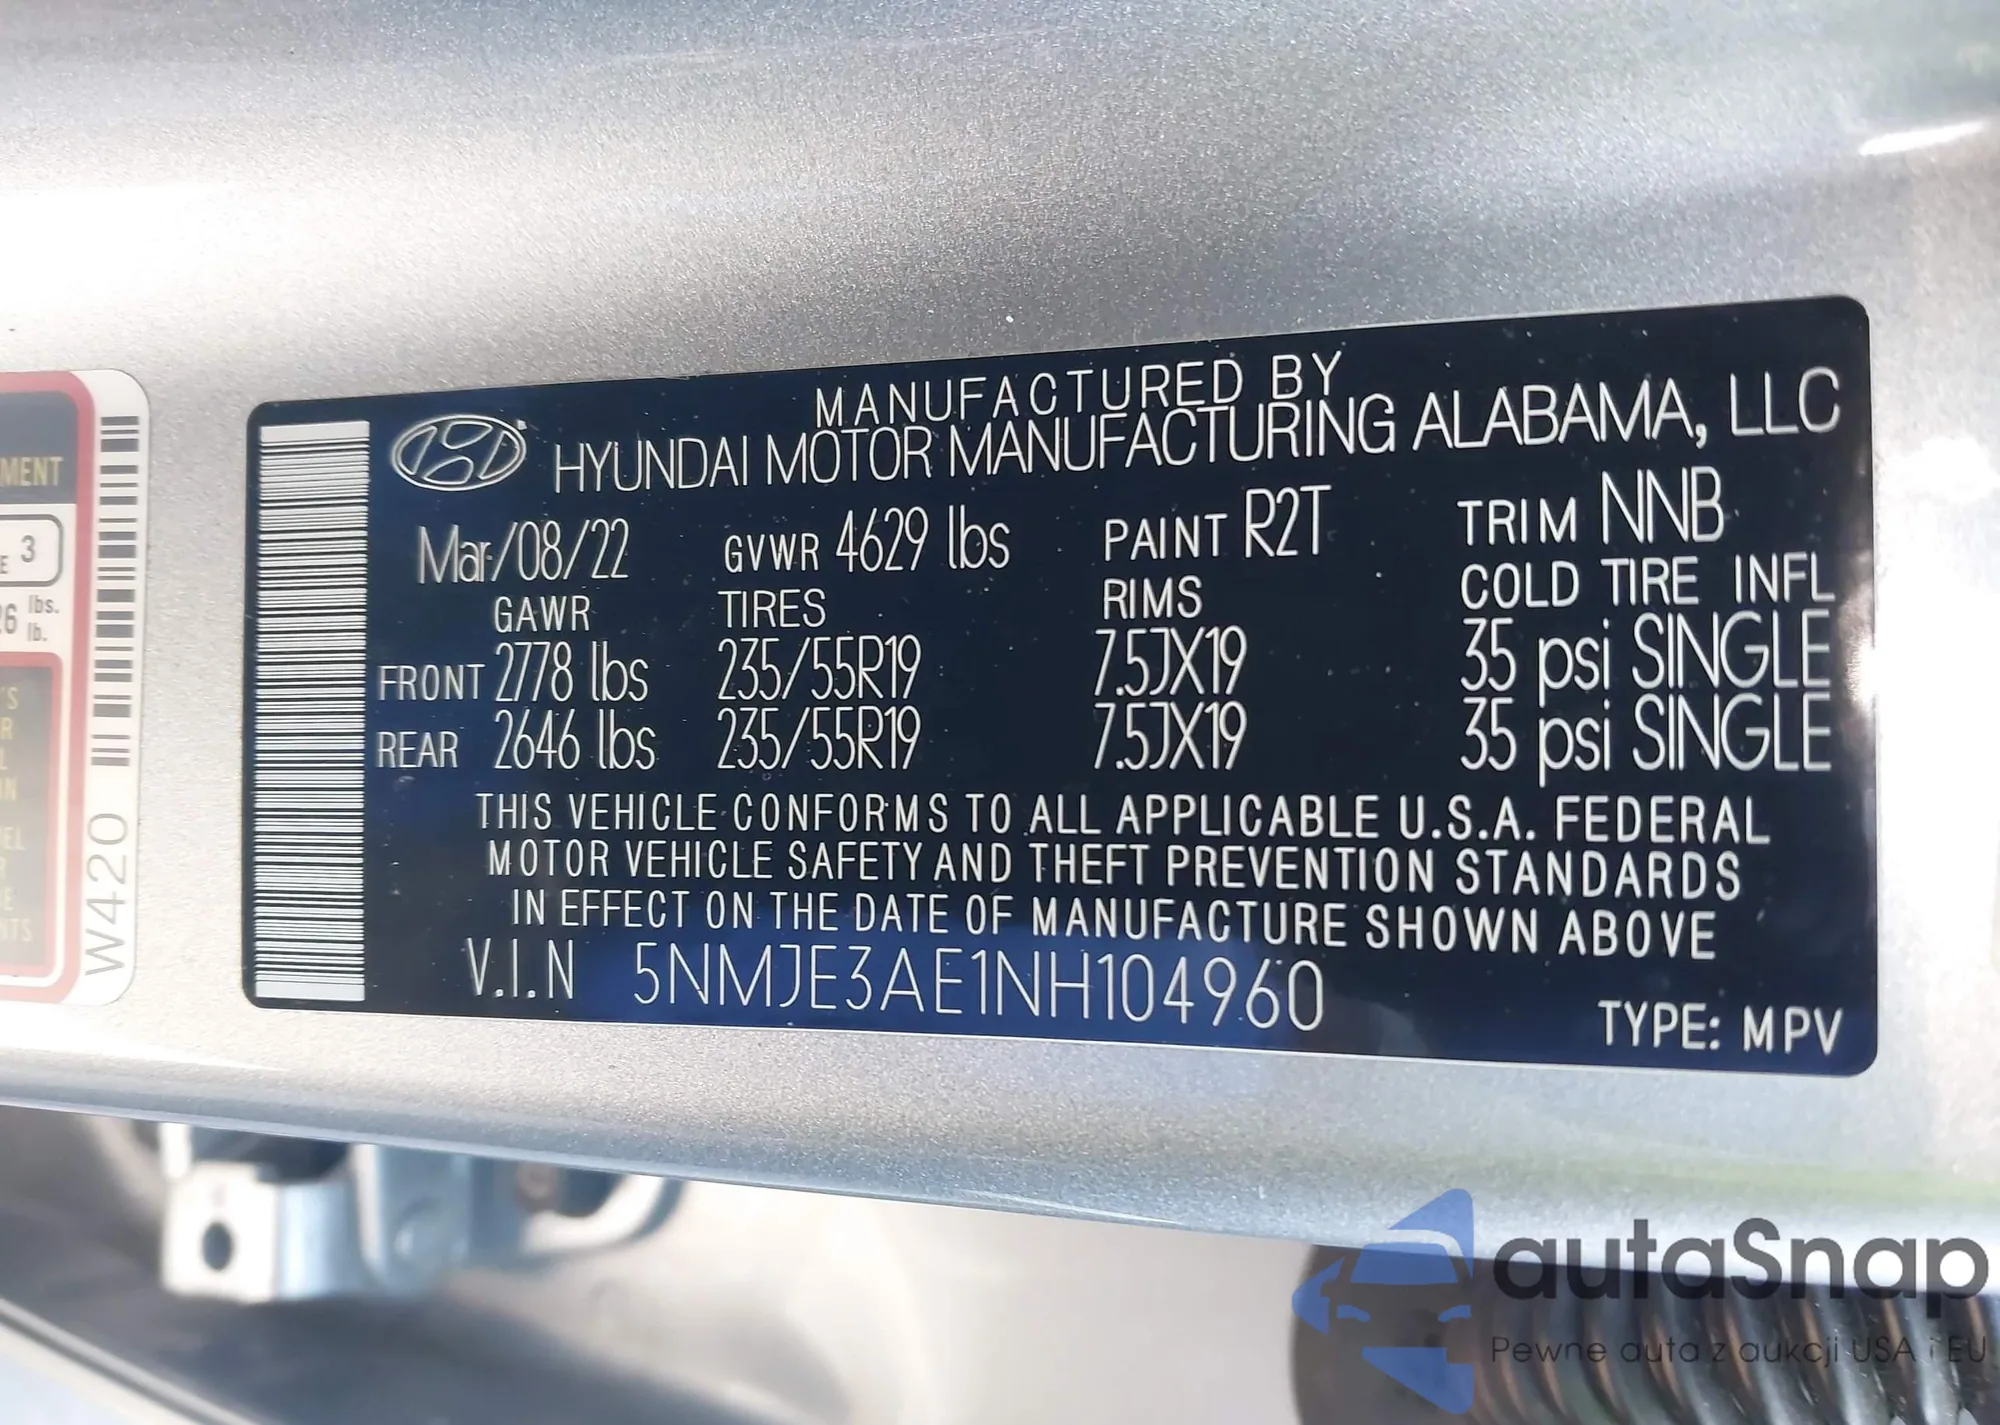 MANUFACTURED BY
HYUNDAI MOTOR MANUFACTURING ALABAMA, LLC
Mar/08/22 GVWR 4629 lbs PAINT R2T TRIM NNB
GAWR TIRES RIMS COLD TIRE INFL
FRONT 2778 lbs 235/55R19 7.5JX19 35 psi SINGLE
REAR 2646 lbs 235/55R19 7.5JX19 35 psi SINGLE
THIS VEHICLE CONFORMS TO ALL APPLICABLE U.S.A. FEDERAL
MOTOR VEHICLE SAFETY AND THEFT PREVENTION STANDARDS
IN EFFECT ON THE DATE OF MANUFACTURE SHOWN ABOVE
V.I.N 5NMJE3AE1NH104960
TYPE: MPV
3
lbs.
lb.
W420
autaSnap
Pewne auta z aukcji USA i EU